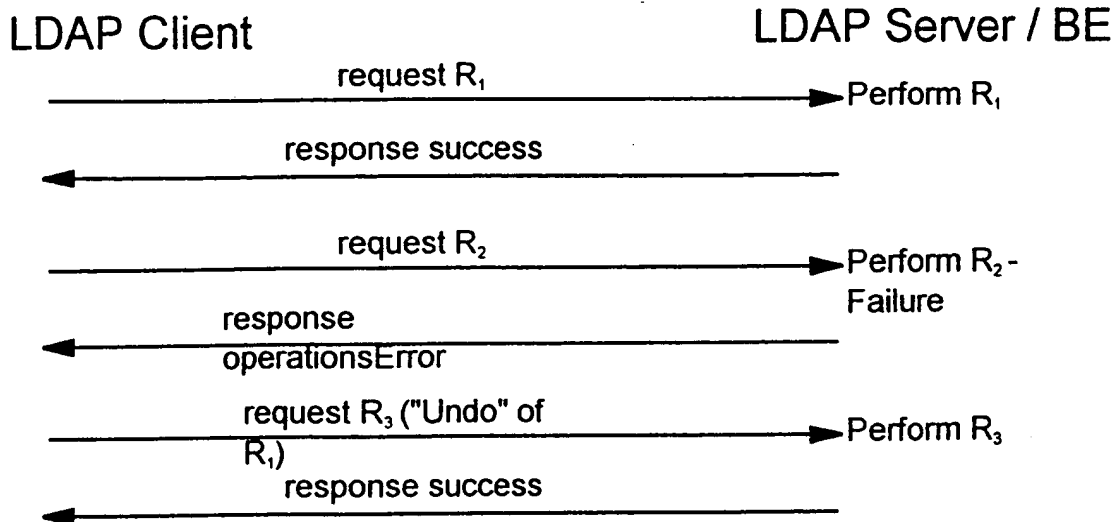 LDAP Client
LDAP Server / BE
request R₁
Perform R₁
response success
request R₂
Perform R₂ -
Failure
response
operationsError
request R₃ ("Undo" of
R₁)
Perform R₃
response success